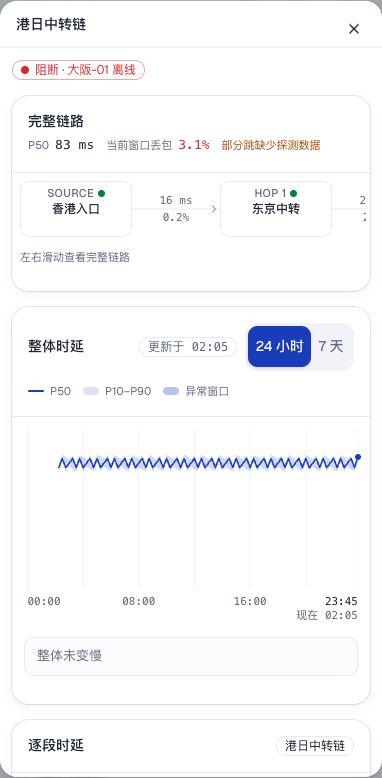 港日中转链
阻断 · 大阪-01 离线
完整链路
P50 83 ms 当前窗口丢包 3.1% 部分跳缺少探测数据
SOURCE
香港入口
16 ms
0.2%
HOP 1
东京中转
左右滑动查看完整链路
整体时延
更新于 02:05
24 小时
7 天
P50
P10–P90
异常窗口
00:00 08:00 16:00 23:45
现在 02:05
整体未变慢
逐段时延
港日中转链